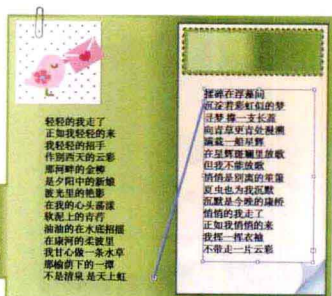 轻轻的我走了
正如我轻轻的来
我轻轻的招手
作别西天的云彩
那河畔的金柳
是夕阳中的新娘
波光里的艳影
在我的心头荡漾
软泥上的青荇
油油的在水底招摇
在康河的柔波里
我甘心做一条水草
那榆荫下的一潭
不是清泉 是天上虹
揉碎在浮藻间
沉淀着彩虹似的梦
寻梦 撑一支长蒿
向青草更青处漫溯
满载一船星辉
在星辉斑斓里放歌
但我不能放歌
悄悄是别离的笙箫
夏虫也为我沉默
沉默是今晚的康桥
悄悄的我走了
正如我悄悄的来
我挥一挥衣袖
不带走一片云彩